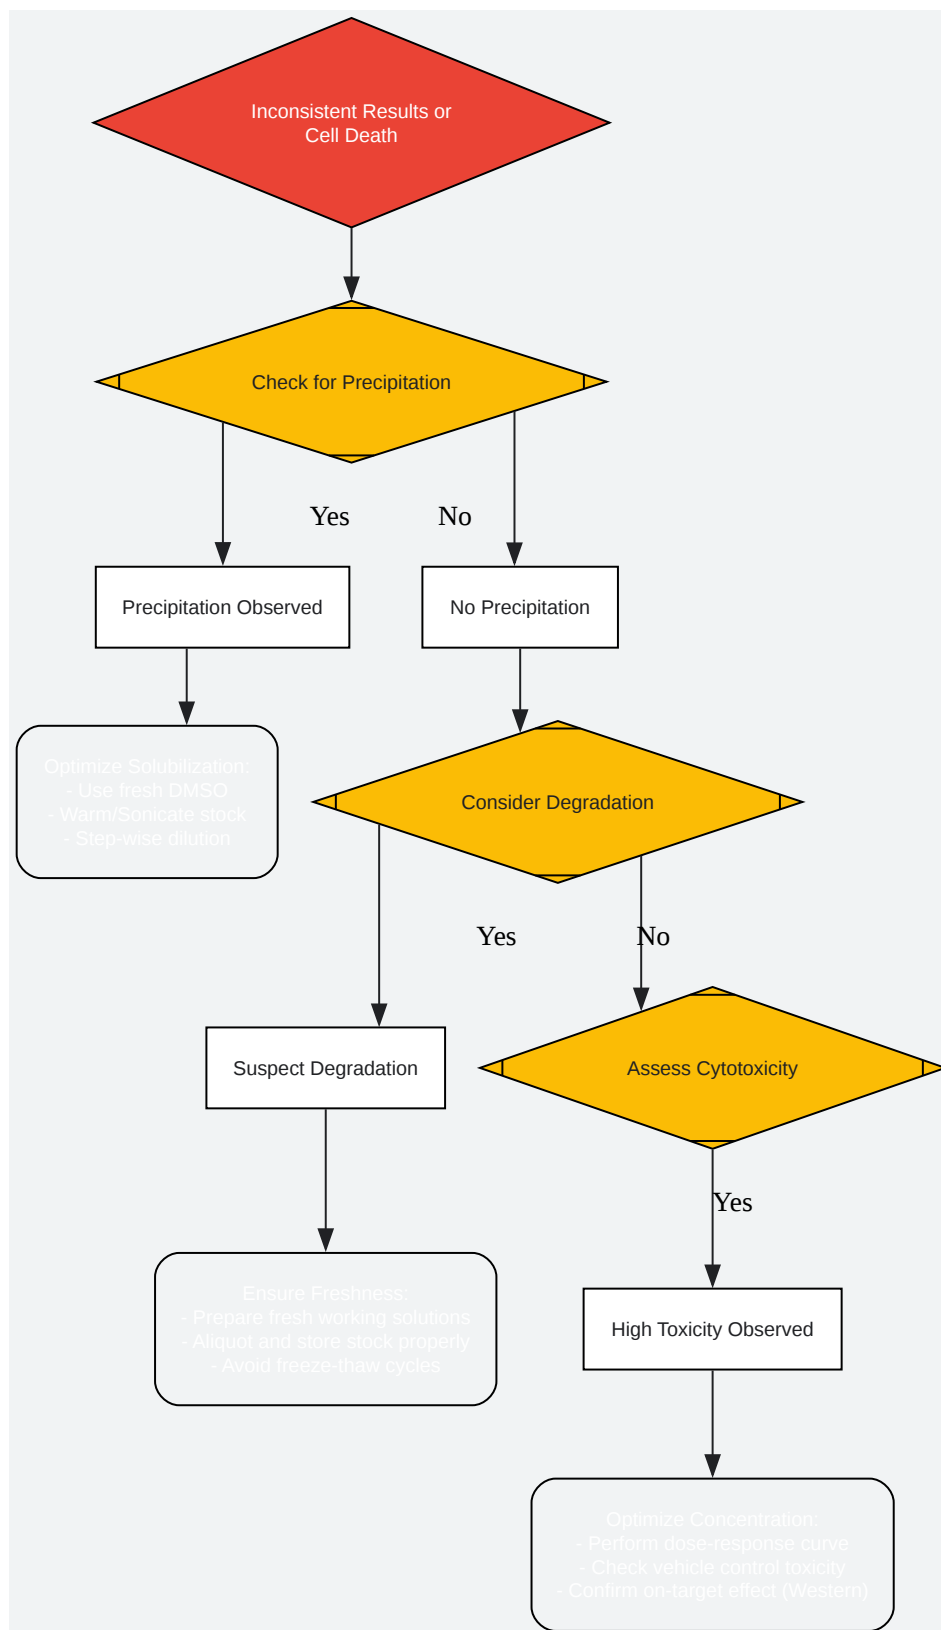 Inconsistent Results or
Cell Death
Check for Precipitation
Yes
No
Precipitation Observed
No Precipitation
Optimize Solubilization:
- Use fresh DMSO
- Warm/Sonicate stock
- Step-wise dilution
Consider Degradation
Yes
No
Suspect Degradation
Assess Cytotoxicity
Yes
Ensure Freshness:
- Prepare fresh working solutions
- Aliquot and store stock properly
- Avoid freeze-thaw cycles
High Toxicity Observed
Optimize Concentration:
- Perform dose-response curve
- Check vehicle control toxicity
- Confirm on-target effect (Western)